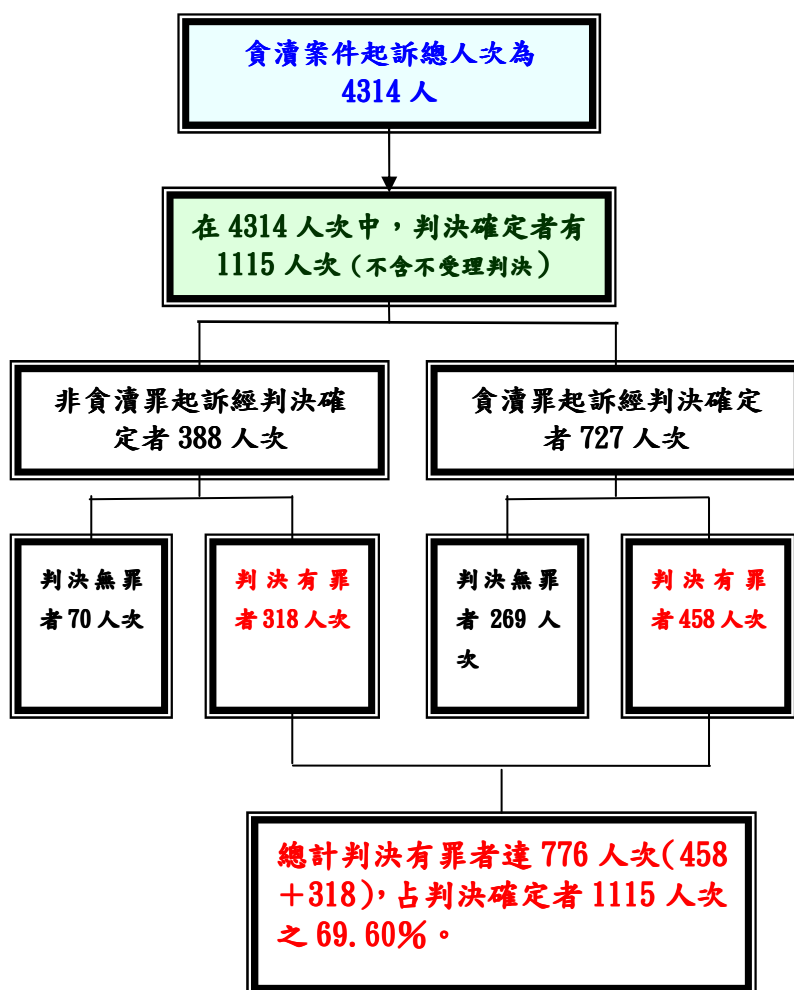 貪瀆案件起訴總人次為
4314 人
在 4314 人次中，判決確定者有
1115 人次（不含不受理判決）
非貪瀆罪起訴經判決確
定者 388 人次
貪瀆罪起訴經判決確定
者 727 人次
判決無罪
者 70 人次
判決有罪
者 318 人次
判決無罪
者 269 人
次
判決有罪
者 458 人次
總計判決有罪者達 776 人次(458
＋318)，占判決確定者 1115 人次
之 69.60％。